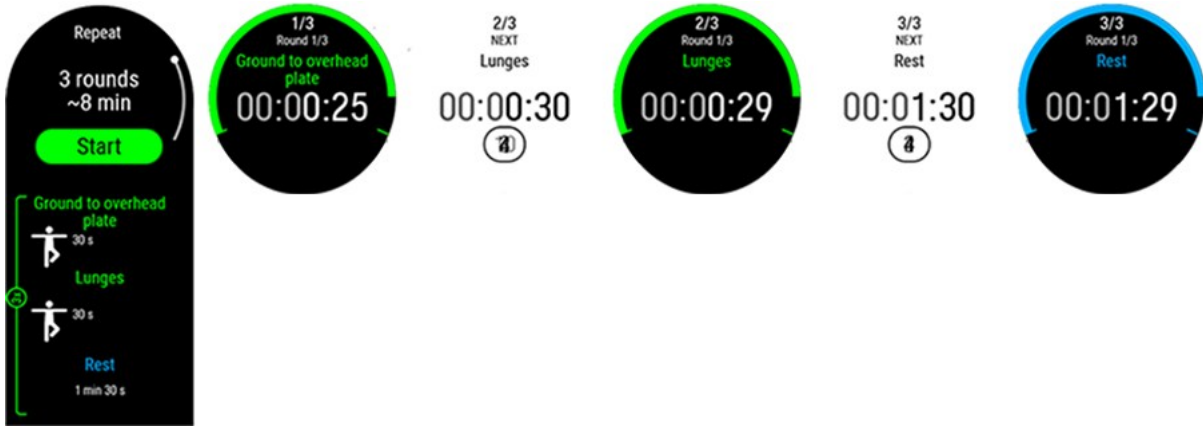 Repeat
3 rounds
~8 min
Start
Ground to overhead
plate
30 s
Lunges
30 s
Rest
1 min 30 s
1/3
Round 1/3
Ground to overhead
plate
00:00:25
2/3
NEXT
Lunges
00:00:30
2/3
Round 1/3
Lunges
00:00:29
3/3
NEXT
Rest
00:01:30
3/3
Round 1/3
Rest
00:01:29